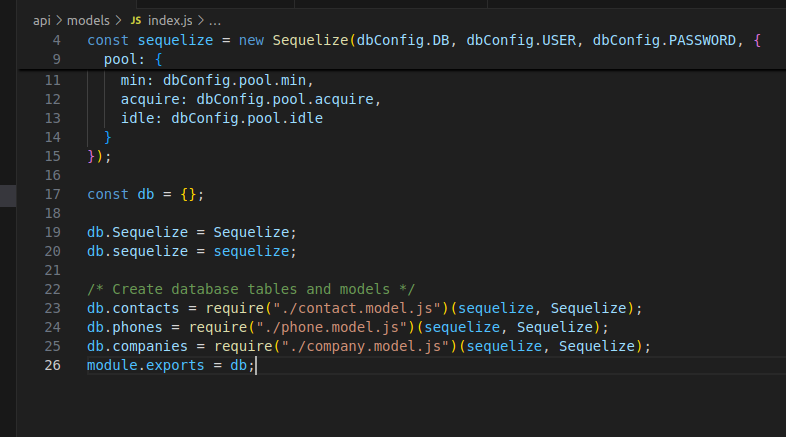 api > models > JS index.js > ...
4 const sequelize = new Sequelize(dbConfig.DB, dbConfig.USER, dbConfig.PASSWORD, {
9 pool: {
11 min: dbConfig.pool.min,
12 acquire: dbConfig.pool.acquire,
13 idle: dbConfig.pool.idle
14 }
15 });
16
17 const db = {};
18
19 db.Sequelize = Sequelize;
20 db.sequelize = sequelize;
21
22 /* Create database tables and models */
23 db.contacts = require("./contact.model.js")(sequelize, Sequelize);
24 db.phones = require("./phone.model.js")(sequelize, Sequelize);
25 db.companies = require("./company.model.js")(sequelize, Sequelize);
26 module.exports = db;